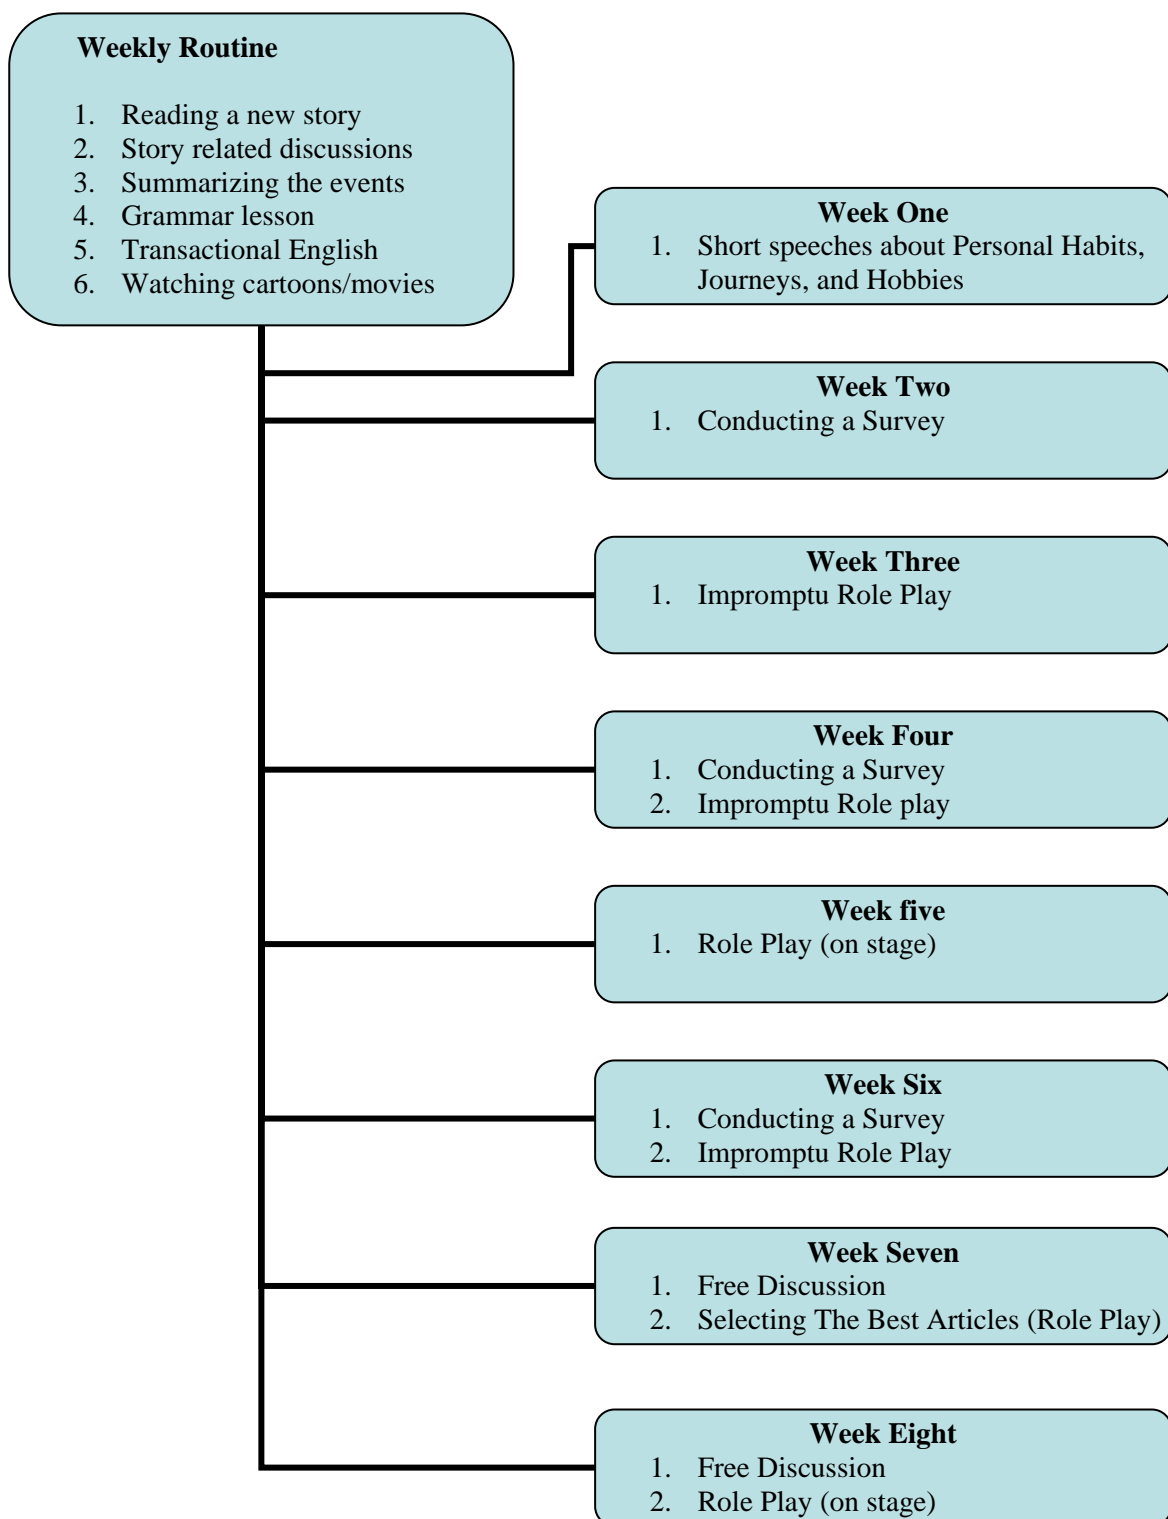 Weekly Routine
1. Reading a new story
2. Story related discussions
3. Summarizing the events
4. Grammar lesson
5. Transactional English
6. Watching cartoons/movies
Week One
1. Short speeches about Personal Habits,
Journeys, and Hobbies
Week Two
1. Conducting a Survey
Week Three
1. Impromptu Role Play
Week Four
1. Conducting a Survey
2. Impromptu Role play
Week five
1. Role Play (on stage)
Week Six
1. Conducting a Survey
2. Impromptu Role Play
Week Seven
1. Free Discussion
2. Selecting The Best Articles (Role Play)
Week Eight
1. Free Discussion
2. Role Play (on stage)